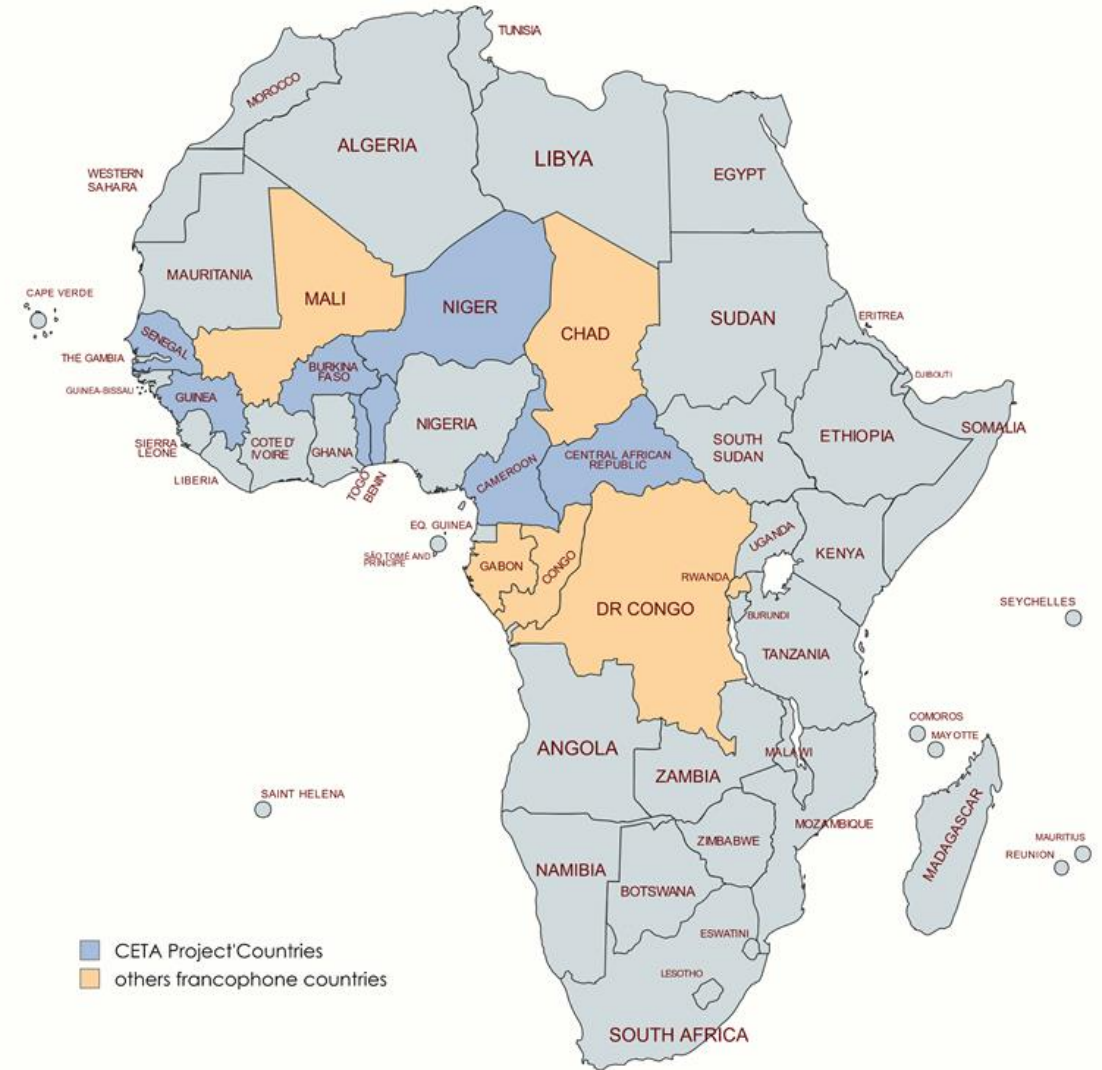 TUNISIA
MOROCCO
ALGERIA
LIBYA
EGYPT
WESTERN
SAHARA
MAURITANIA
CAPE VERDE
MALI
NIGER
CHAD
SUDAN
ERITREA
SENEGAL
THE GAMBIA
GUINEA-BISSAU
GUINEA
BURKINA
FASO
DJIBOUTI
NIGERIA
SIERRA
LEONE
COTE D'
IVOIRE
GHANA
LIBERIA
TOGO
BENIN
CAMEROON
CENTRAL AFRICAN
REPUBLIC
SOUTH
SUDAN
ETHIOPIA
SOMALIA
EQ. GUINEA
SÃO TOMÉ AND
PRINCIPE
GABON
CONGO
DR CONGO
UGANDA
KENYA
RWANDA
BURUNDI
SEYCHELLES
TANZANIA
COMOROS
MAYOTTE
ANGOLA
ZAMBIA
MALAWI
SAINT HELENA
MOZAMBIQUE
MADAGASCAR
ZIMBABWE
MAURITIUS
REUNION
NAMIBIA
BOTSWANA
ESWATINI
LESOTHO
SOUTH AFRICA
CETA Project'Countries
others francophone countries